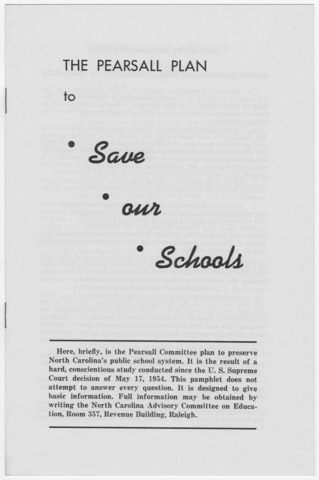 THE PEARSALL PLAN
to
• Save
• our
• Schools
Here, briefly, is the Pearsall Committee plan to preserve
North Carolina's public school system. It is the result of a
hard, conscientious study conducted since the U. S. Supreme
Court decision of May 17, 1954. This pamphlet does not
attempt to answer every question. It is designed to give
basic information. Full information may be obtained by
writing the North Carolina Advisory Committee on Educa-
tion, Room 357, Revenue Building, Raleigh.